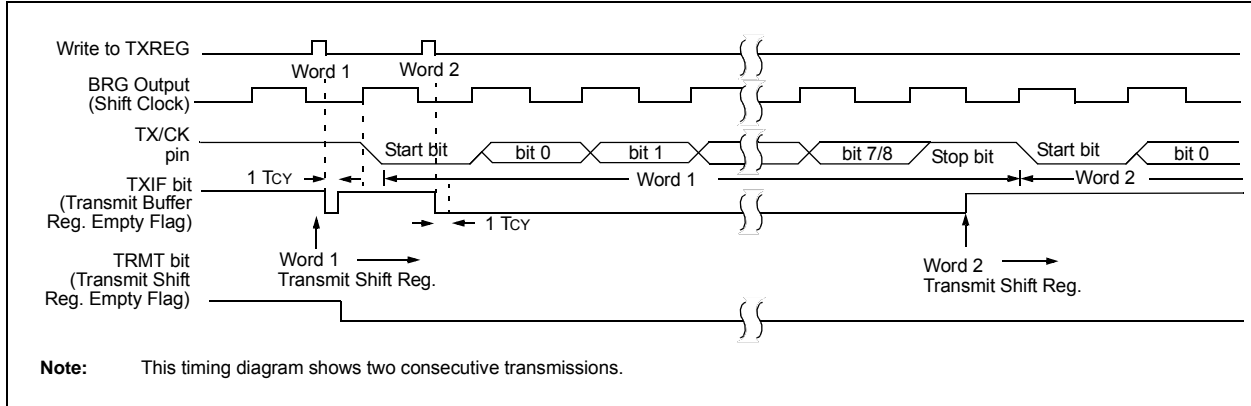 Write to TXREG
Word 1
Word 2
BRG Output
(Shift Clock)
TX/CK
pin
Start bit
bit 0
bit 1
bit 7/8
Stop bit
Start bit
bit 0
1 TCY
Word 1
Word 2
TXIF bit
(Transmit Buffer
Reg. Empty Flag)
1 TCY
Word 1
Transmit Shift Reg.
Word 2
Transmit Shift Reg.
TRMT bit
(Transmit Shift
Reg. Empty Flag)
Note: This timing diagram shows two consecutive transmissions.